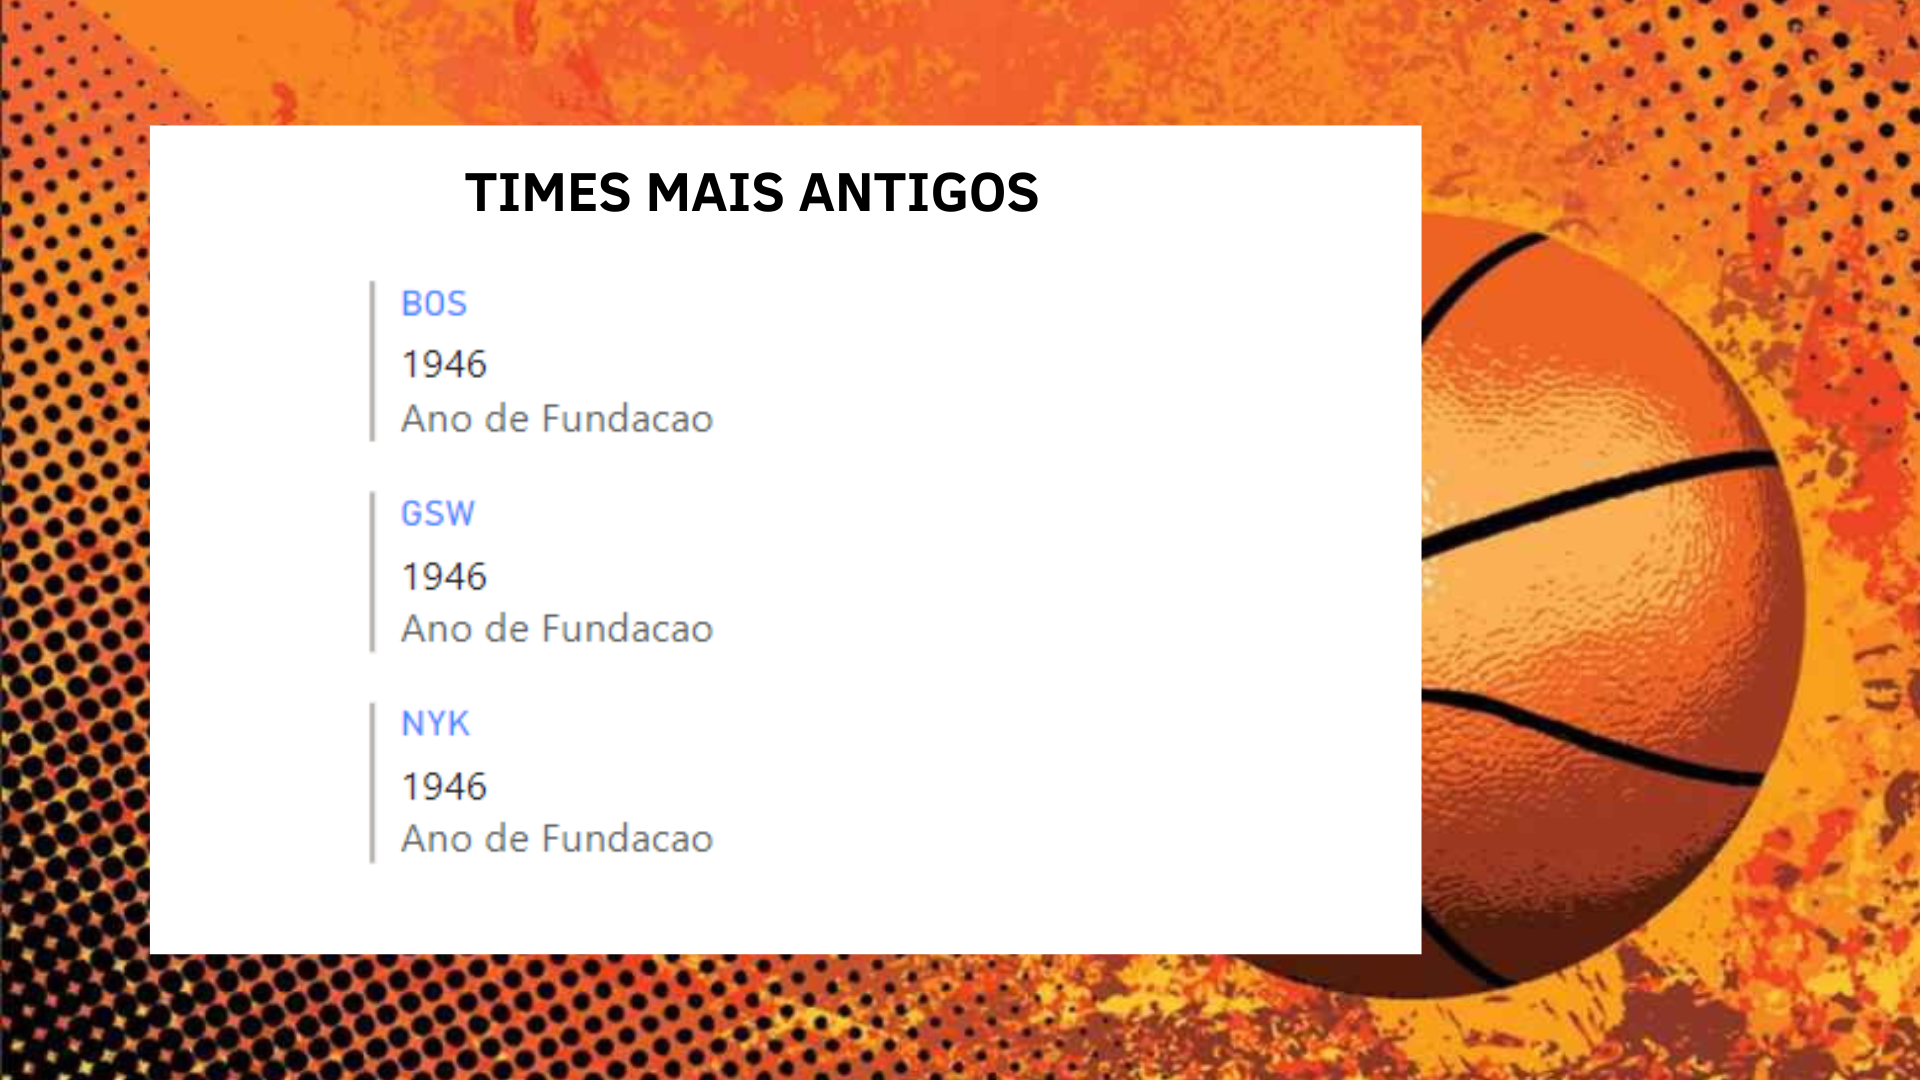 TIMES MAIS ANTIGOS
BOS
1946
Ano de Fundacao
GSW
1946
Ano de Fundacao
NYK
1946
Ano de Fundacao